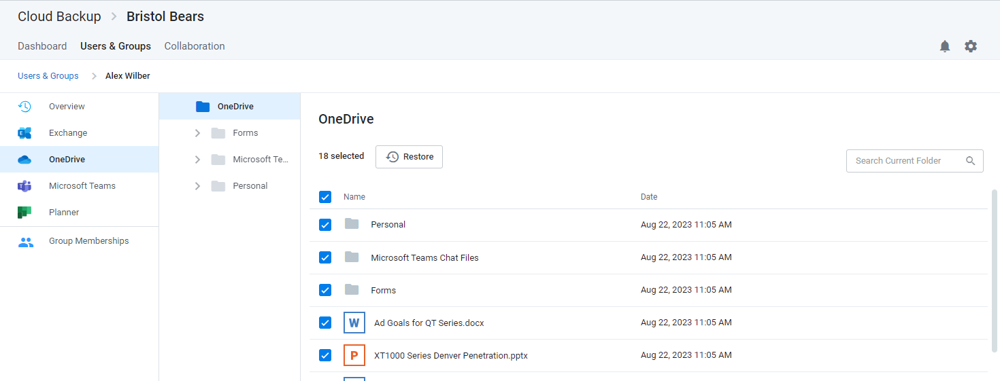 Cloud Backup > Bristol Bears
Dashboard Users & Groups Collaboration
Users & Groups > Alex Wilber
Overview
Exchange
OneDrive
Microsoft Teams
Planner
Group Memberships
OneDrive
Forms
Microsoft Te...
Personal
OneDrive
18 selected Restore Search Current Folder
Name Date
Personal Aug 22, 2023 11:05 AM
Microsoft Teams Chat Files Aug 22, 2023 11:05 AM
Forms Aug 22, 2023 11:05 AM
W Ad Goals for QT Series.docx Aug 22, 2023 11:05 AM
P XT1000 Series Denver Penetration.pptx Aug 22, 2023 11:05 AM